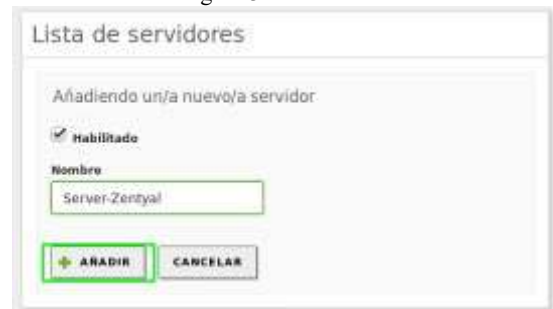 Lista de servidores
Añadiendo un/a nuevo/a servidor
Habilitado
Nombre
Server-Zentyal
+ AÑADIR CANCELAR